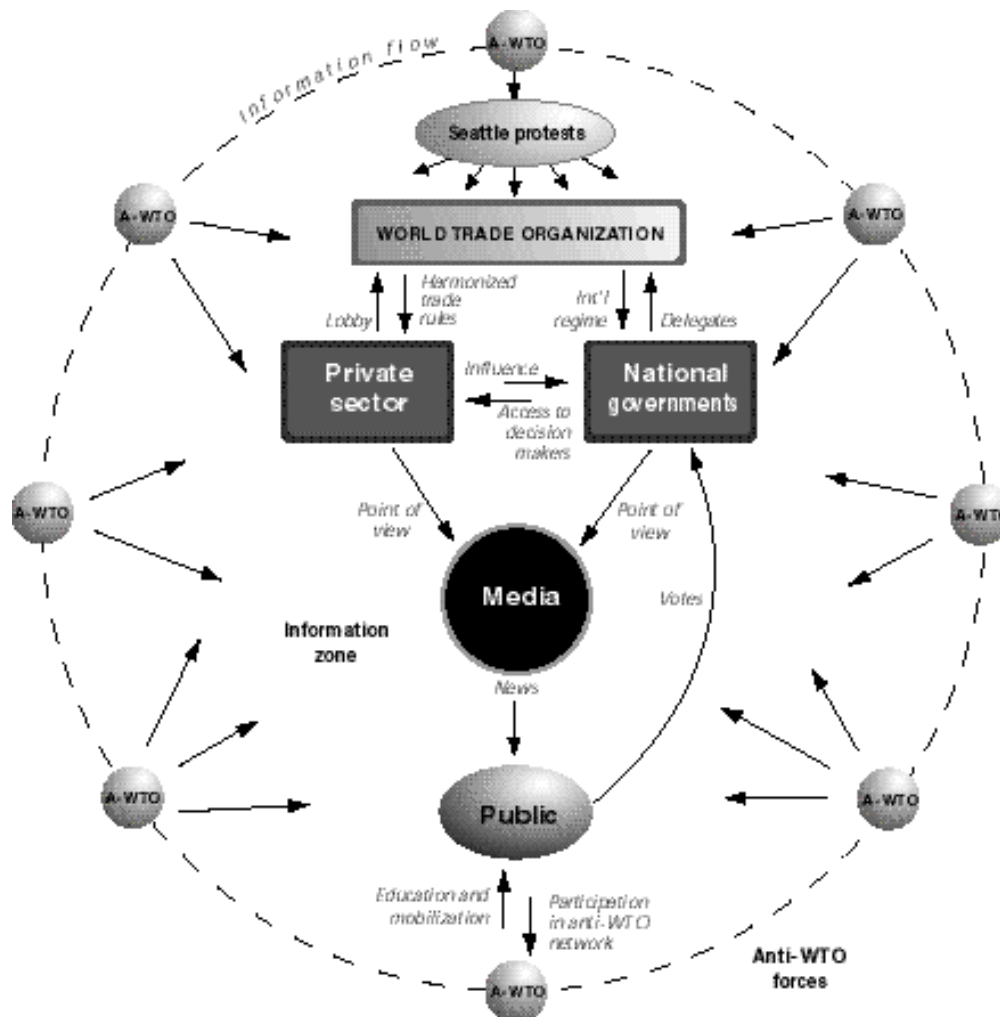 A-WTO
Information flow
Seattle protests
A-WTO
A-WTO
WORLD TRADE ORGANIZATION
Lobby
Harmonized
trade
rules
Int'l
regime
Delegates
Private
sector
Influence
Access to
decision
makers
National
governments
A-WTO
A-WTO
Point of
view
Point of
view
Media
Votes
Information
zone
News
A-WTO
A-WTO
Public
Education and
mobilization
Participation
in anti-WTO
network
Anti-WTO
forces
A-WTO